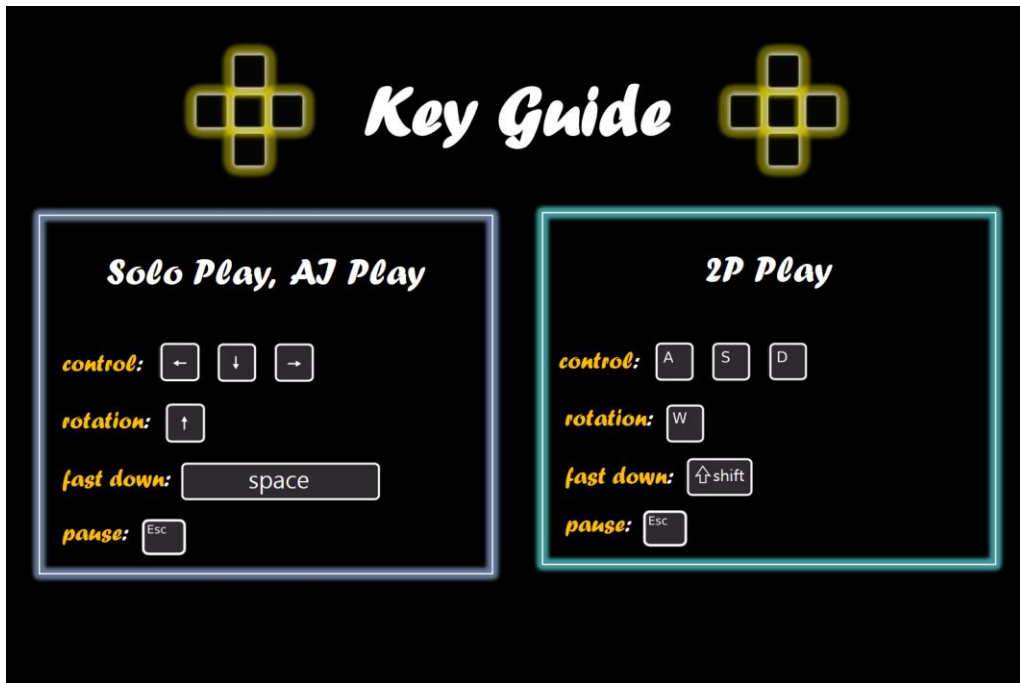 Key Guide
Solo Play, AI Play
control: ← ↓ →
rotation: ↑
fast down: space
pause: Esc
2P Play
control: A S D
rotation: W
fast down: ⇧ shift
pause: Esc